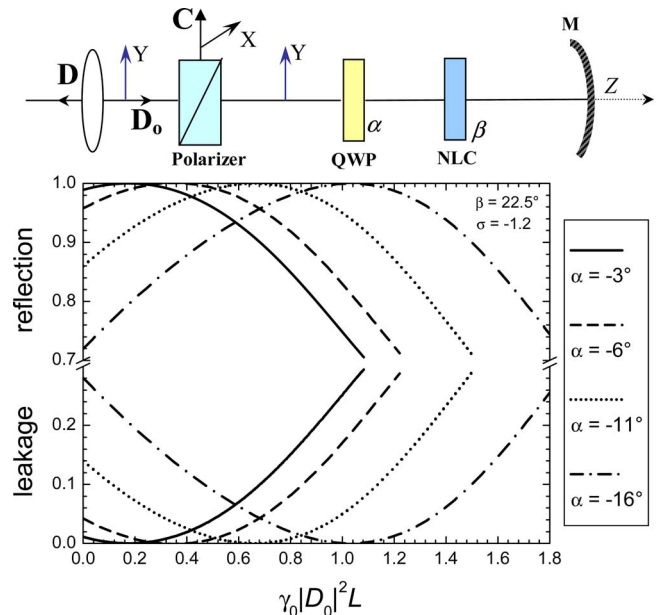 C
X
M
Y
Y
D
Z
D₀
α
β
Polarizer
QWP
NLC
1.0
β = 22.5°
σ = -1.2
0.9
reflection
0.8
0.7
α = -3°
α = -6°
0.2
leakage
α = -11°
0.1
α = -16°
0.0
0.0 0.2 0.4 0.6 0.8 1.0 1.2 1.4 1.6 1.8
γ₀|D₀|²L